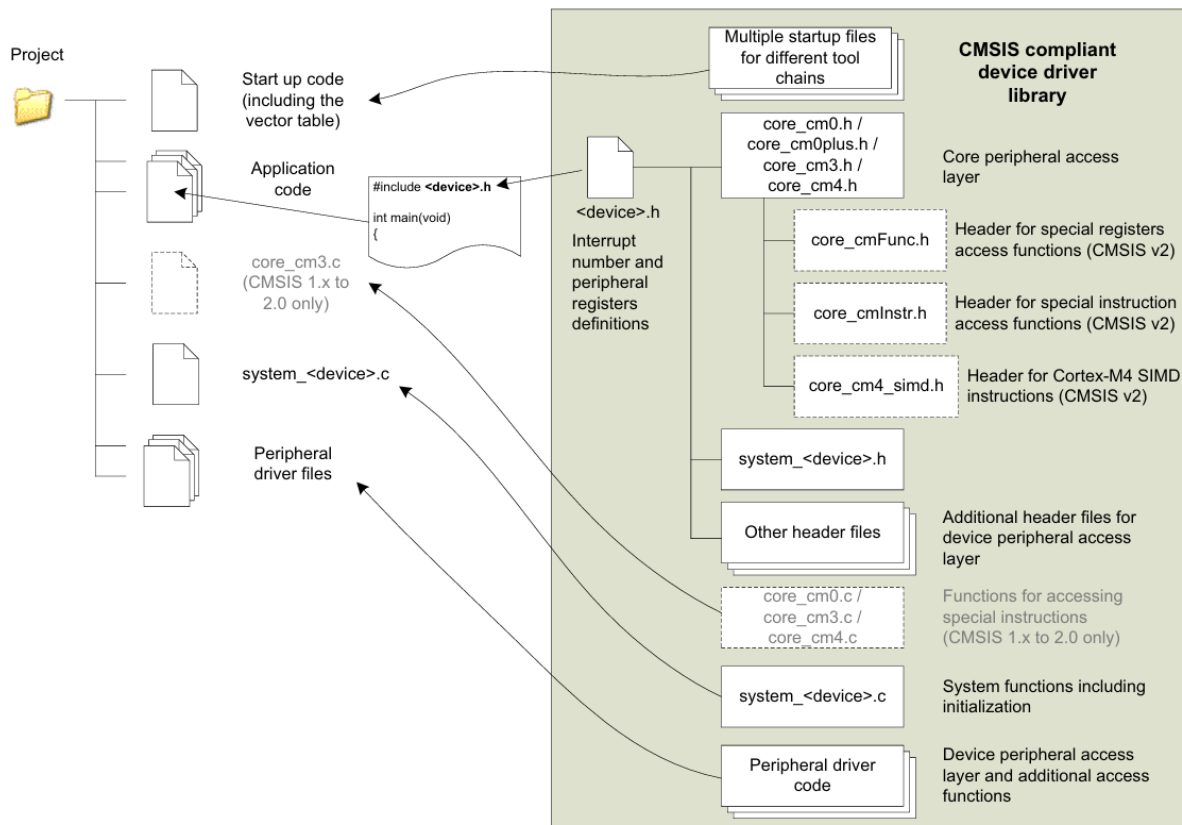 Project
Start up code
(including the
vector table)
Application
code
#include <device>.h
int main(void)
{
core_cm3.c
(CMSIS 1.x to
2.0 only)
system_<device>.c
Peripheral
driver files
Multiple startup files
for different tool
chains
CMSIS compliant
device driver
library
<device>.h
Interrupt
number and
peripheral
registers
definitions
core_cm0.h /
core_cm0plus.h /
core_cm3.h /
core_cm4.h
Core peripheral access
layer
core_cmFunc.h
Header for special registers
access functions (CMSIS v2)
core_cmInstr.h
Header for special instruction
access functions (CMSIS v2)
core_cm4_simd.h
Header for Cortex-M4 SIMD
instructions (CMSIS v2)
system_<device>.h
Other header files
Additional header files for
device peripheral access
layer
core_cm0.c /
core_cm3.c /
core_cm4.c
Functions for accessing
special instructions
(CMSIS 1.x to 2.0 only)
system_<device>.c
System functions including
initialization
Peripheral driver
code
Device peripheral access
layer and additional access
functions